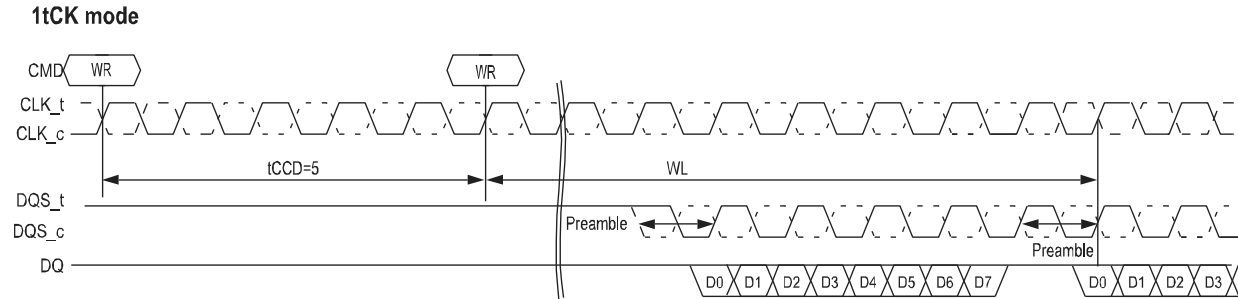 1tCK mode
CMD WR WR
CLK_t
CLK_c
tCCD=5 WL
DQS_t
Preamble
DQS_c
Preamble
DQ D0 D1 D2 D3 D4 D5 D6 D7 D0 D1 D2 D3